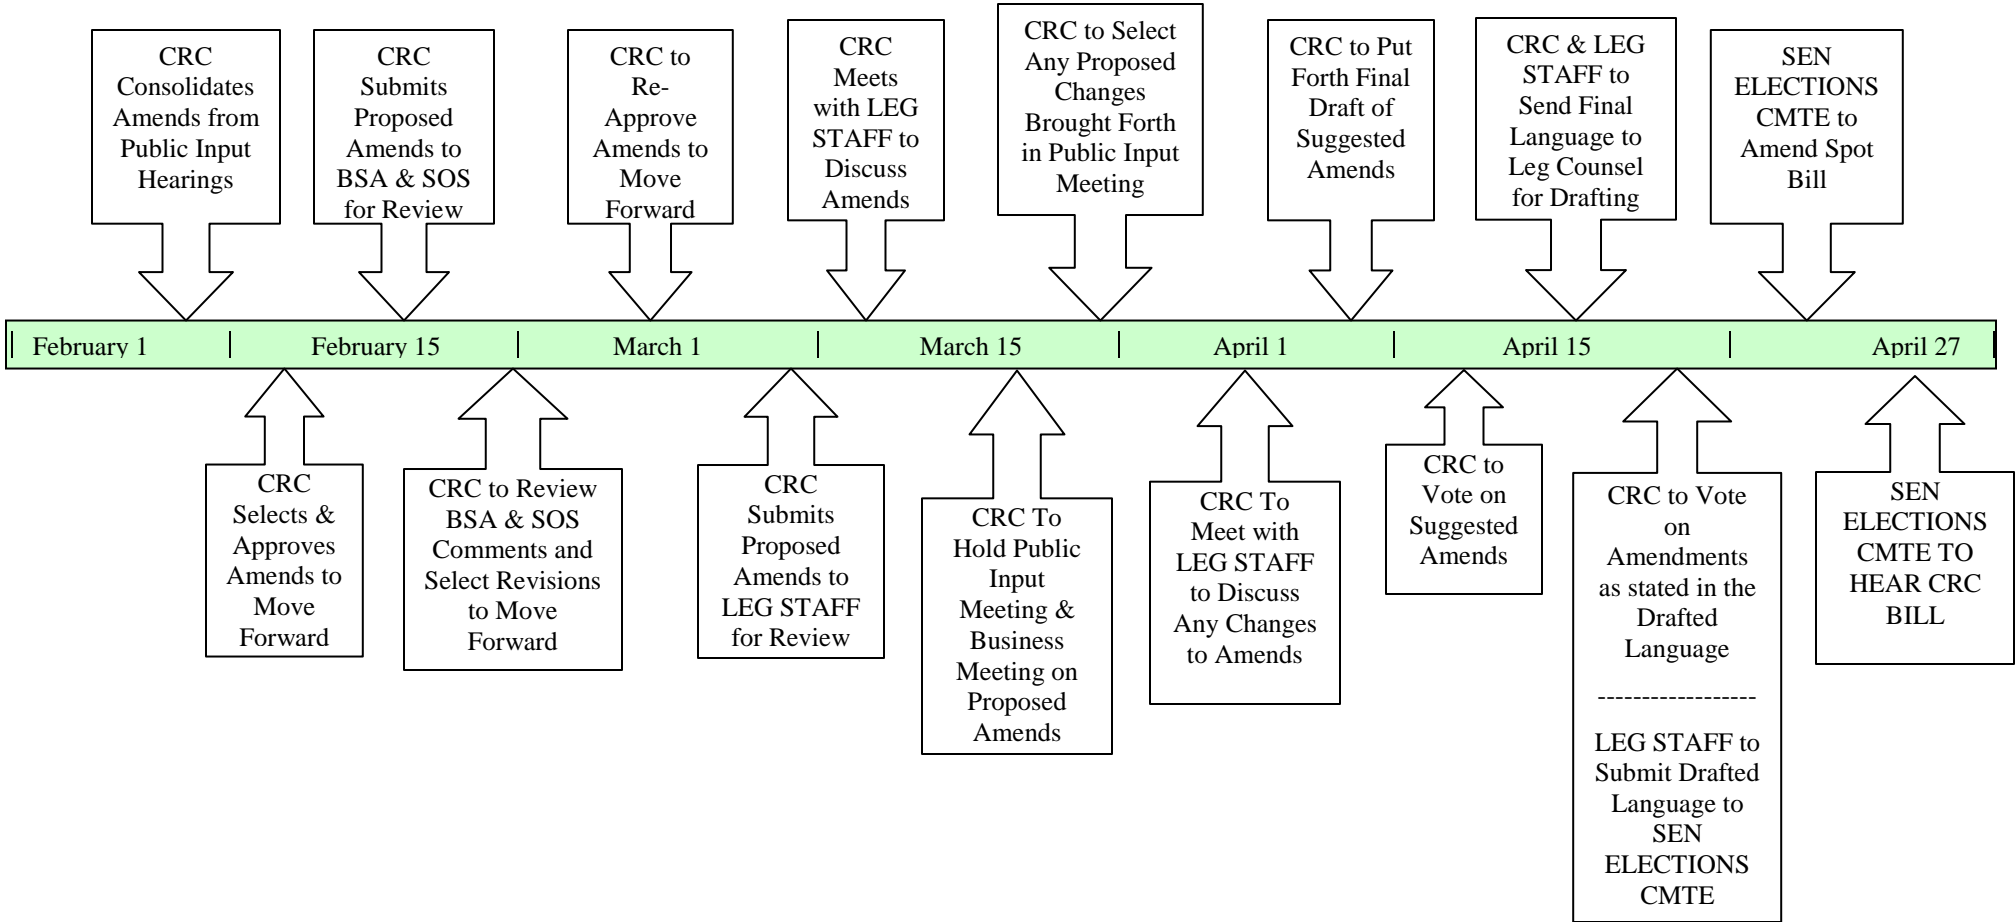 CRC
Consolidates
Amends from
Public Input
Hearings
CRC
Submits
Proposed
Amends to
BSA & SOS
for Review
CRC to
Re-
Approve
Amends to
Move
Forward
CRC
Meets
with LEG
STAFF to
Discuss
Amends
CRC to Select
Any Proposed
Changes
Brought Forth
in Public Input
Meeting
CRC to Put
Forth Final
Draft of
Suggested
Amends
CRC & LEG
STAFF to
Send Final
Language to
Leg Counsel
for Drafting
SEN
ELECTIONS
CMTE to
Amend Spot
Bill
February 1
February 15
March 1
March 15
April 1
April 15
April 27
CRC
Selects &
Approves
Amends to
Move
Forward
CRC to Review
BSA & SOS
Comments and
Select Revisions
to Move
Forward
CRC
Submits
Proposed
Amends to
LEG STAFF
for Review
CRC To
Hold Public
Input
Meeting &
Business
Meeting on
Proposed
Amends
CRC To
Meet with
LEG STAFF
to Discuss
Any Changes
to Amends
CRC to
Vote on
Suggested
Amends
CRC to Vote
on
Amendments
as stated in the
Drafted
Language
------------------
LEG STAFF to
Submit Drafted
Language to
SEN
ELECTIONS
CMTE
SEN
ELECTIONS
CMTE TO
HEAR CRC
BILL